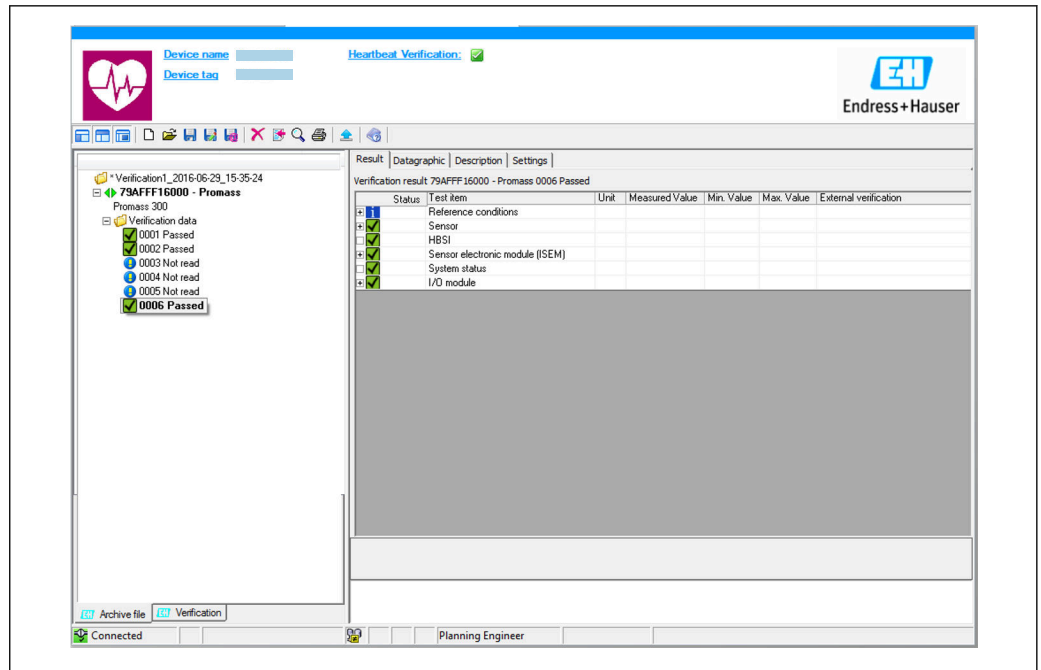 Device name
Heartbeat Verification:
Device tag
EH
Endress+Hauser
Result Datagraphic Description Settings
* Verification1_2016-06-29_15-35-24
79AFFF16000 - Promass
Promass 300
Verification data
0001 Passed
0002 Passed
0003 Not read
0004 Not read
0005 Not read
0006 Passed
Verification result 79AFFF16000 - Promass 0006 Passed
Status Test item Unit Measured Value Min. Value Max. Value External verification
Reference conditions
Sensor
HBSI
Sensor electronic module (ISEM)
System status
I/O module
Archive file Verification
Connected Planning Engineer